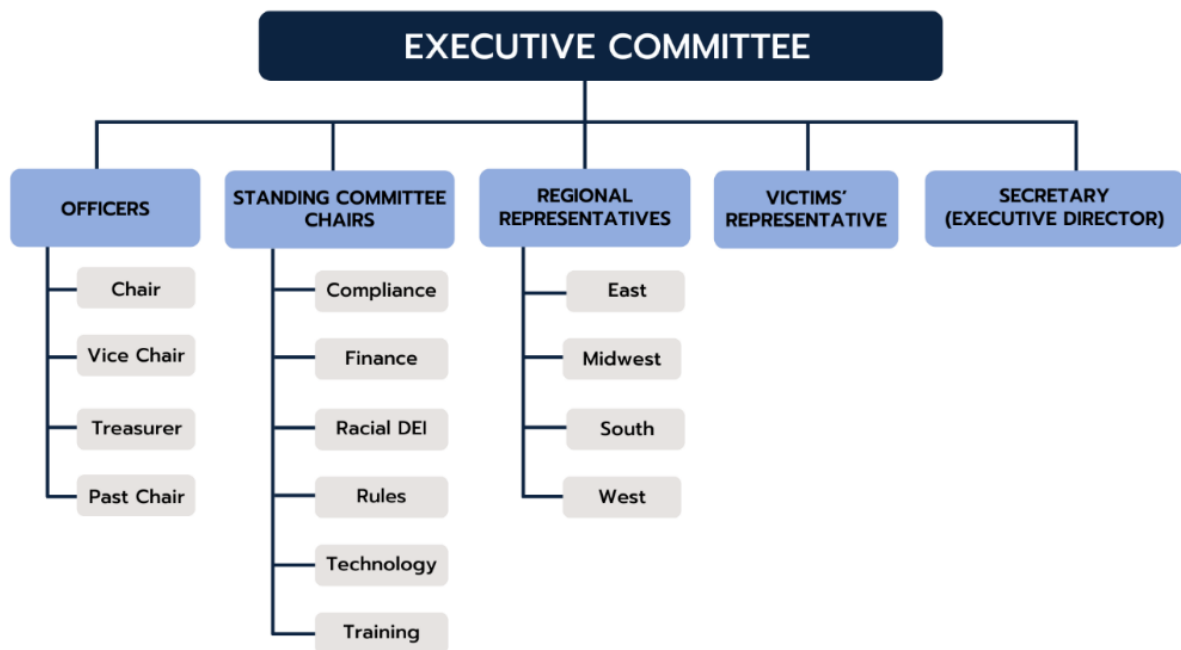 EXECUTIVE COMMITTEE
OFFICERS
Chair
Vice Chair
Treasurer
Past Chair
STANDING COMMITTEE
CHAIRS
Compliance
Finance
Racial DEI
Rules
Technology
Training
REGIONAL
REPRESENTATIVES
East
Midwest
South
West
VICTIMS'
REPRESENTATIVE
SECRETARY
(EXECUTIVE DIRECTOR)